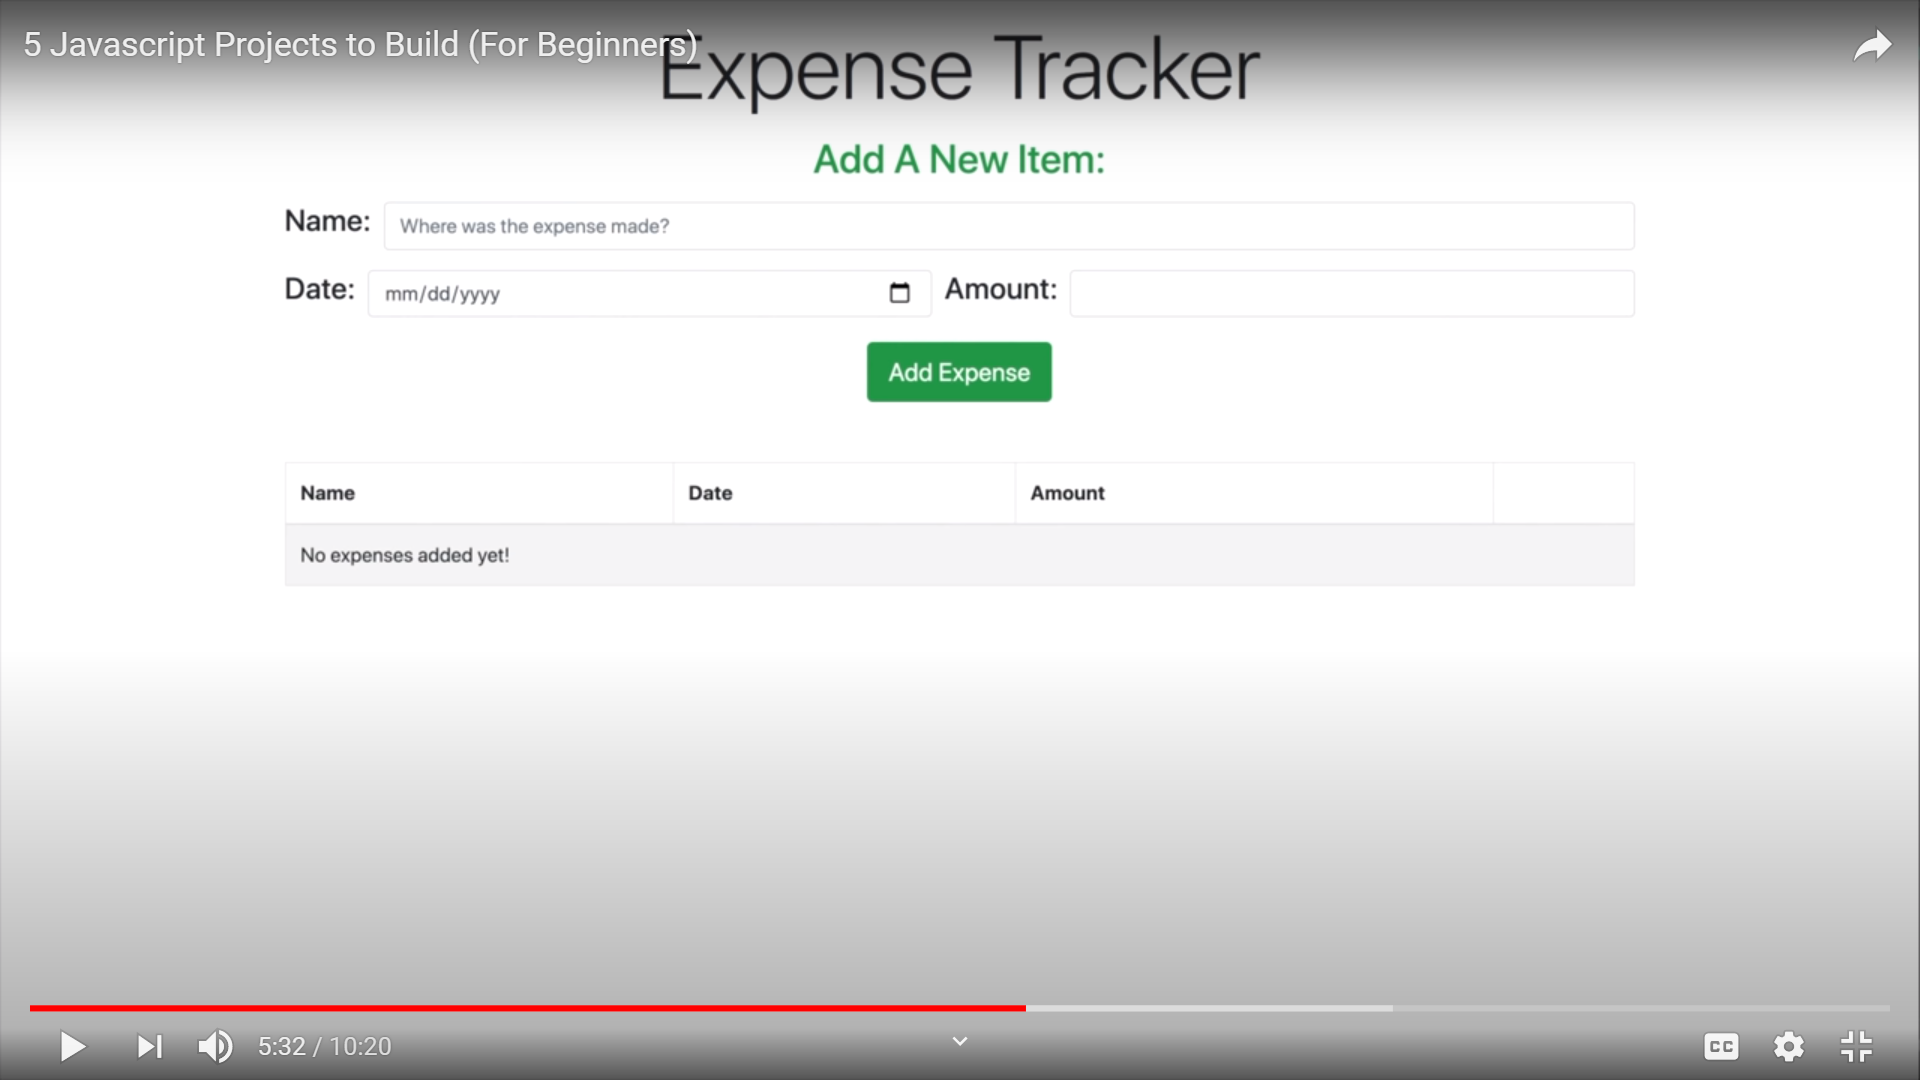 5 Javascript Projects to Build (For Beginners)
Expense Tracker
Add A New Item:
Name: Where was the expense made?
Date: mm/dd/yyyy Amount:
Add Expense
Name Date Amount
No expenses added yet!
5:32 / 10:20
CC